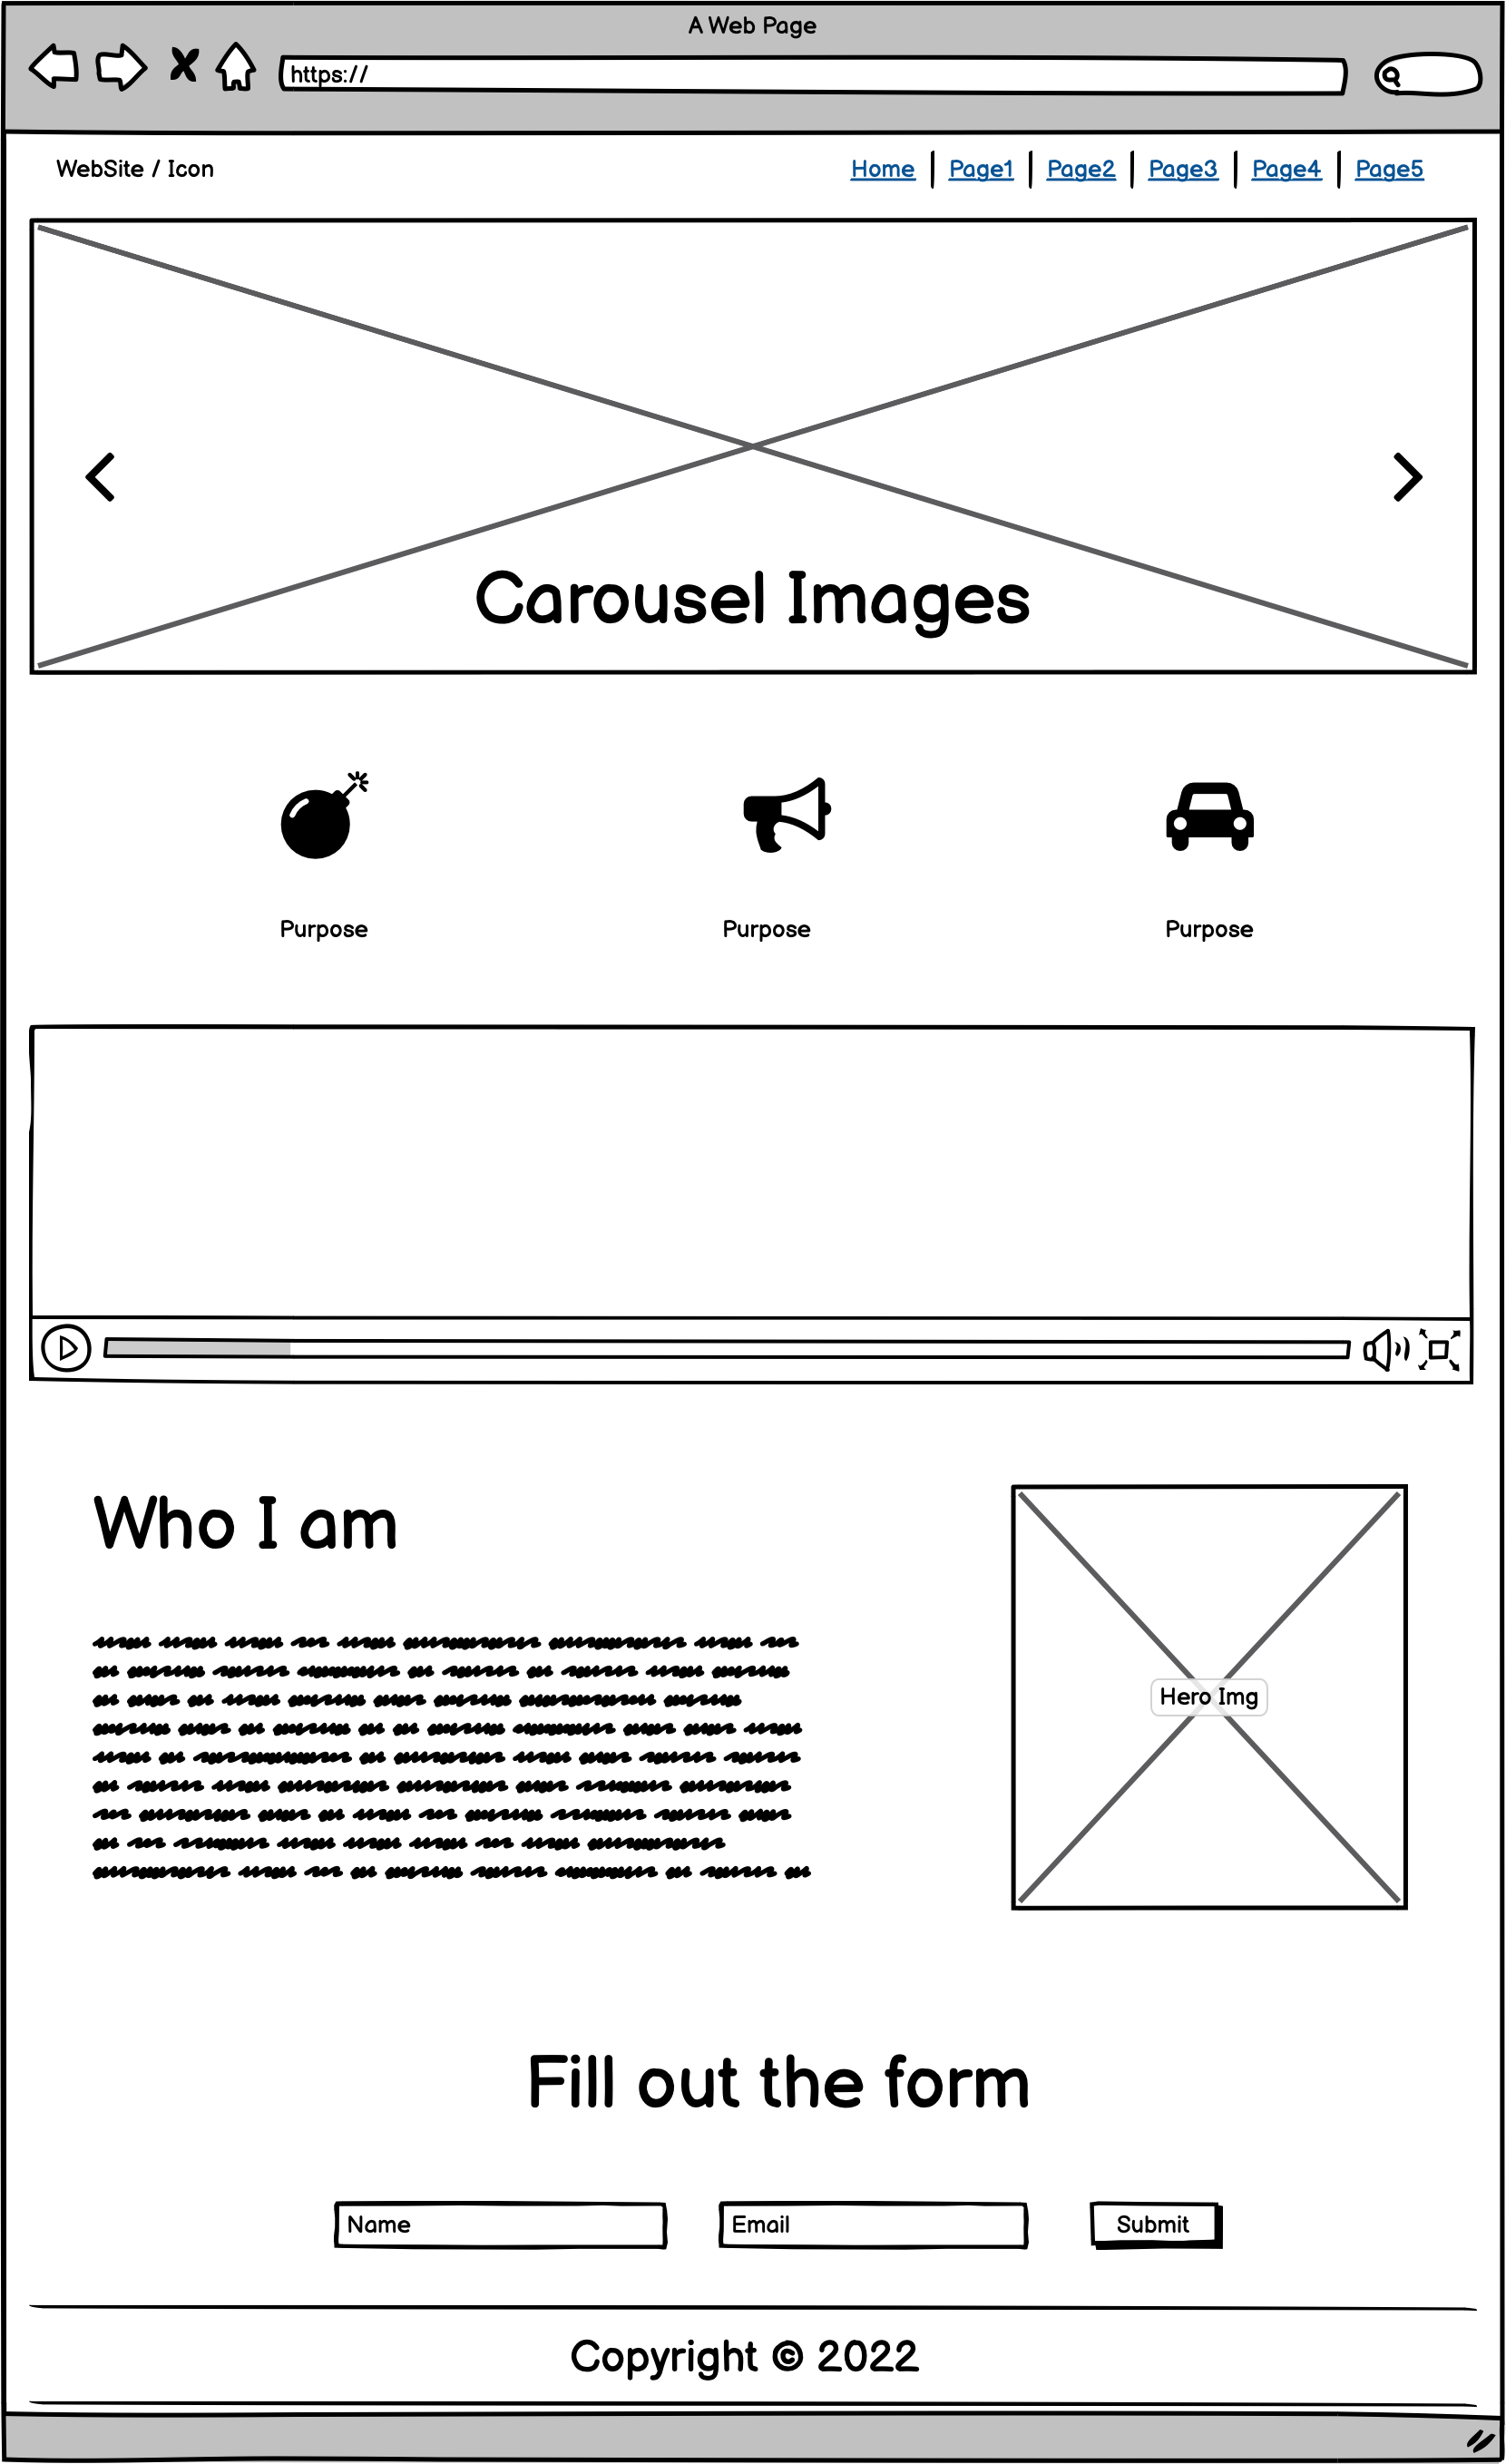 A Web Page
https://
WebSite / Icon
Home Page1 Page2 Page3 Page4 Page5
Carousel Images
Purpose Purpose Purpose
Who I am
Hero Img
Fill out the form
Name Email Submit
Copyright © 2022